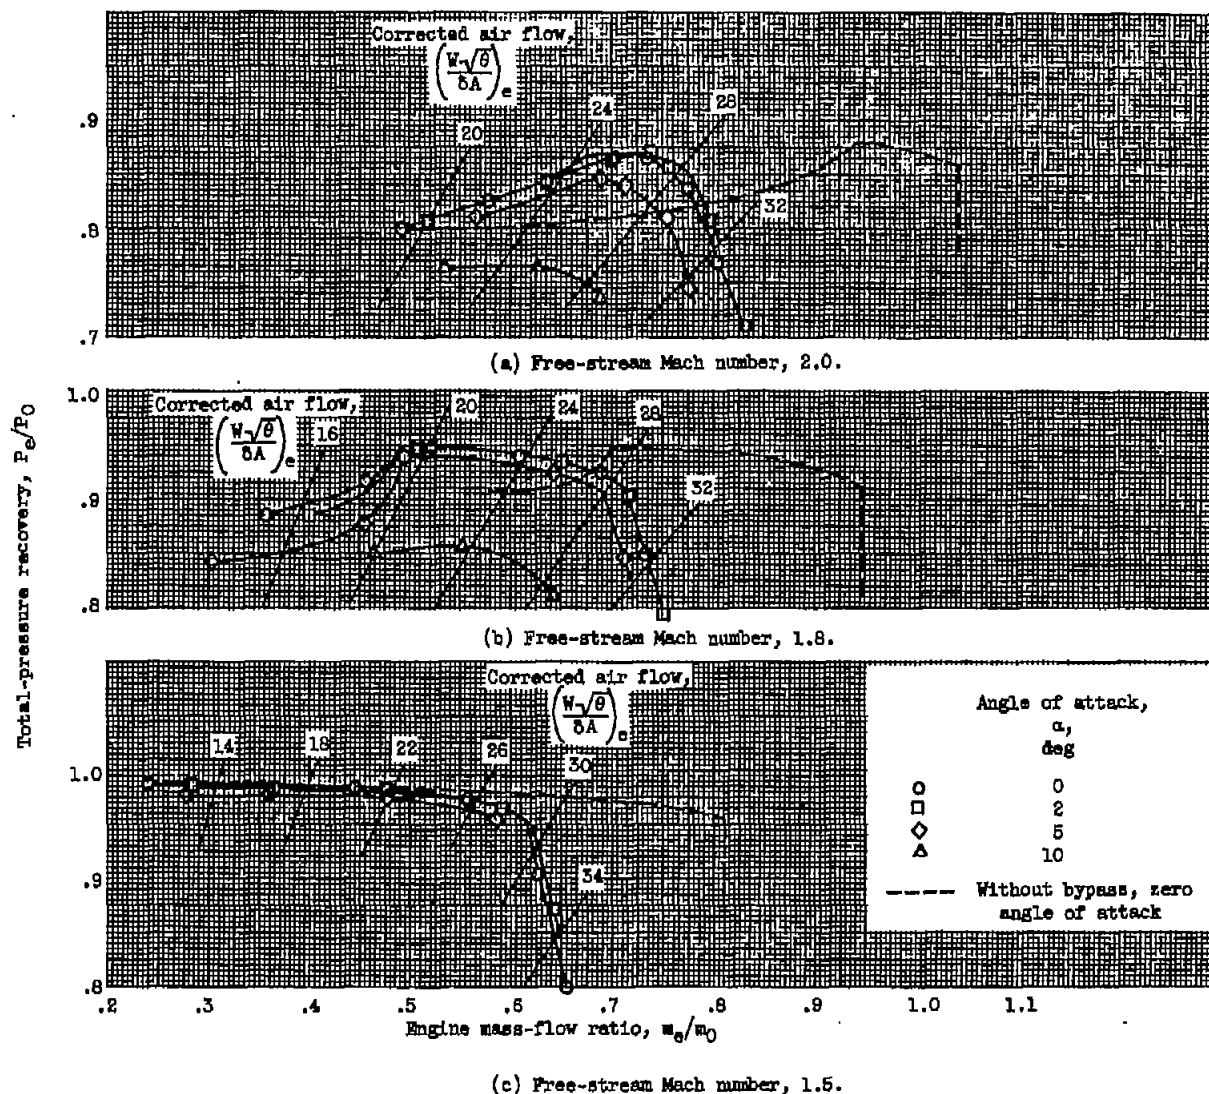 Corrected air flow,
(W√θ/δA)e
20
24
28
32
.9
.8
.7
(a) Free-stream Mach number, 2.0.
Total-pressure recovery, Pe/P0
1.0
.9
.8
Corrected air flow,
(W√θ/δA)e
16
20
24
28
32
(b) Free-stream Mach number, 1.8.
Corrected air flow,
(W√θ/δA)e
14
18
22
26
30
34
1.0
.9
.8
Angle of attack,
α,
deg
0
2
5
10
Without bypass, zero
angle of attack
.2 .3 .4 .5 .6 .7 .8 .9 1.0 1.1
Engine mass-flow ratio, me/m0
(c) Free-stream Mach number, 1.5.